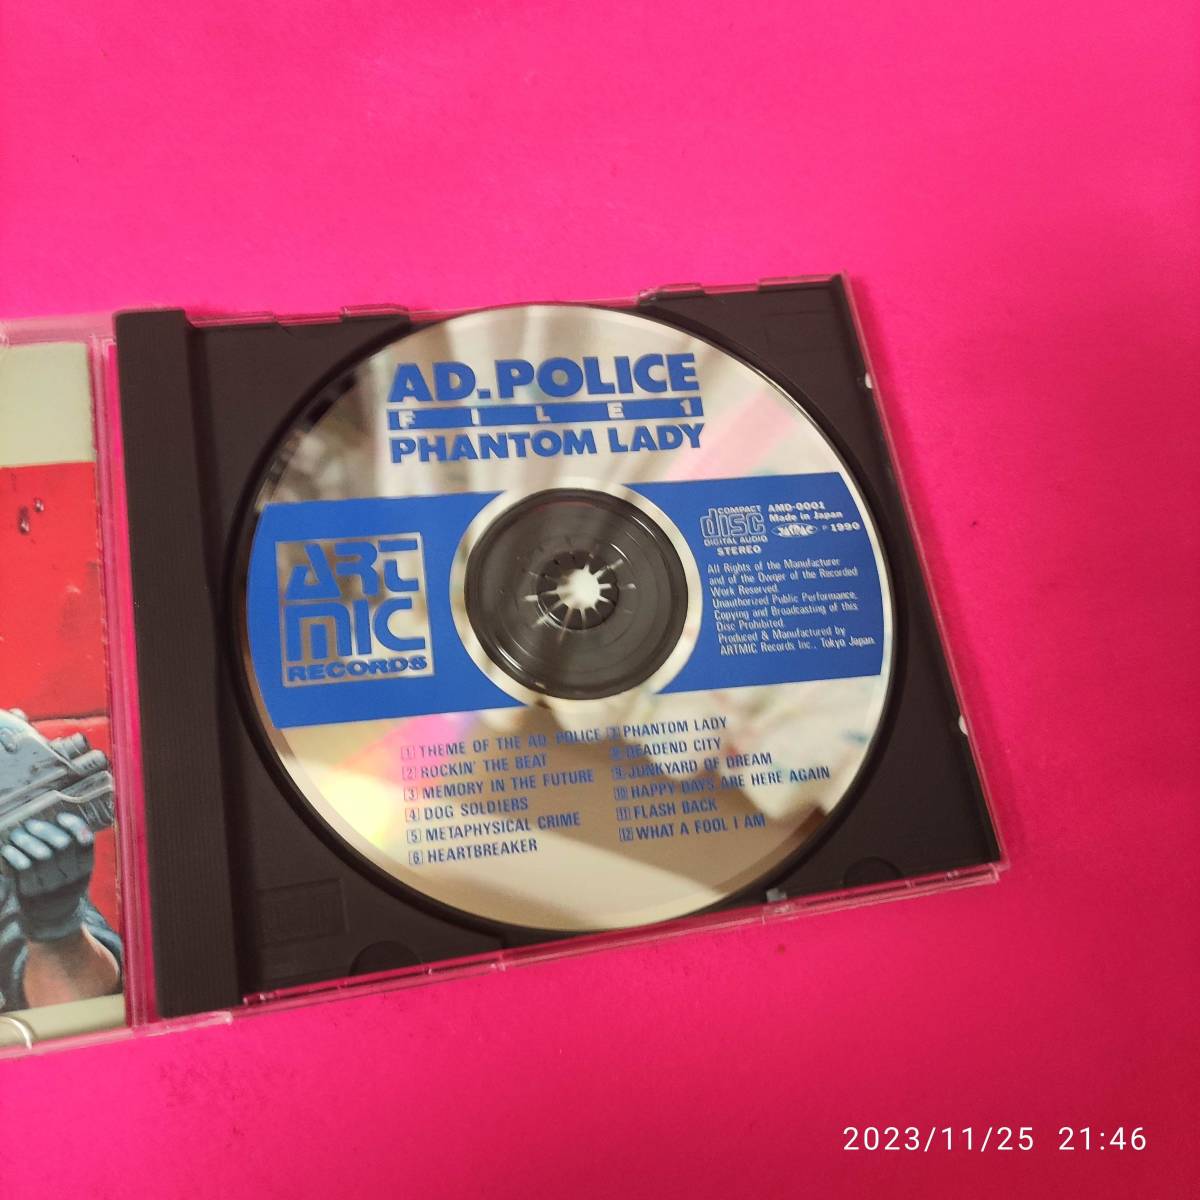 AD.POLICE
FILE 1
PHANTOM LADY
ART
MIC
RECORDS
COMPACT
disc
DIGITAL AUDIO
STEREO
AMD-0001
Made in Japan
℗ 1990
All Rights of the Manufacturer
and of the Owner of the Recorded
Work Reserved.
Unauthorized Public Performance,
Copying and Broadcasting of this
Disc Prohibited.
Produced & Manufactured by
ARTMIC Records Inc., Tokyo Japan.
1 THEME OF THE AD. POLICE
2 ROCKIN' THE BEAT
3 MEMORY IN THE FUTURE
4 DOG SOLDIERS
5 METAPHYSICAL CRIME
6 HEARTBREAKER
7 PHANTOM LADY
8 DEADEND CITY
9 JUNKYARD OF DREAM
10 HAPPY DAYS ARE HERE AGAIN
11 FLASH BACK
12 WHAT A FOOL I AM
2023/11/25 21:46